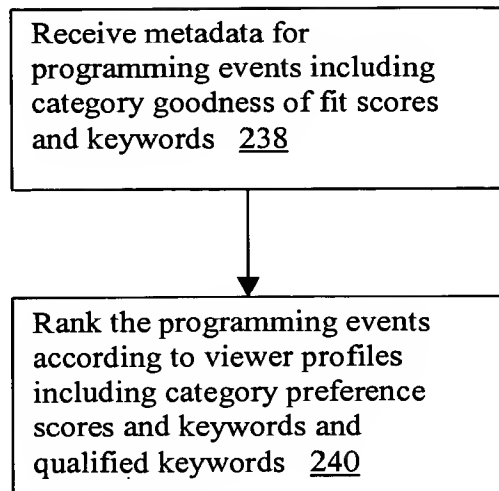 Receive metadata for
programming events including
category goodness of fit scores
and keywords 238
Rank the programming events
according to viewer profiles
including category preference
scores and keywords and
qualified keywords 240